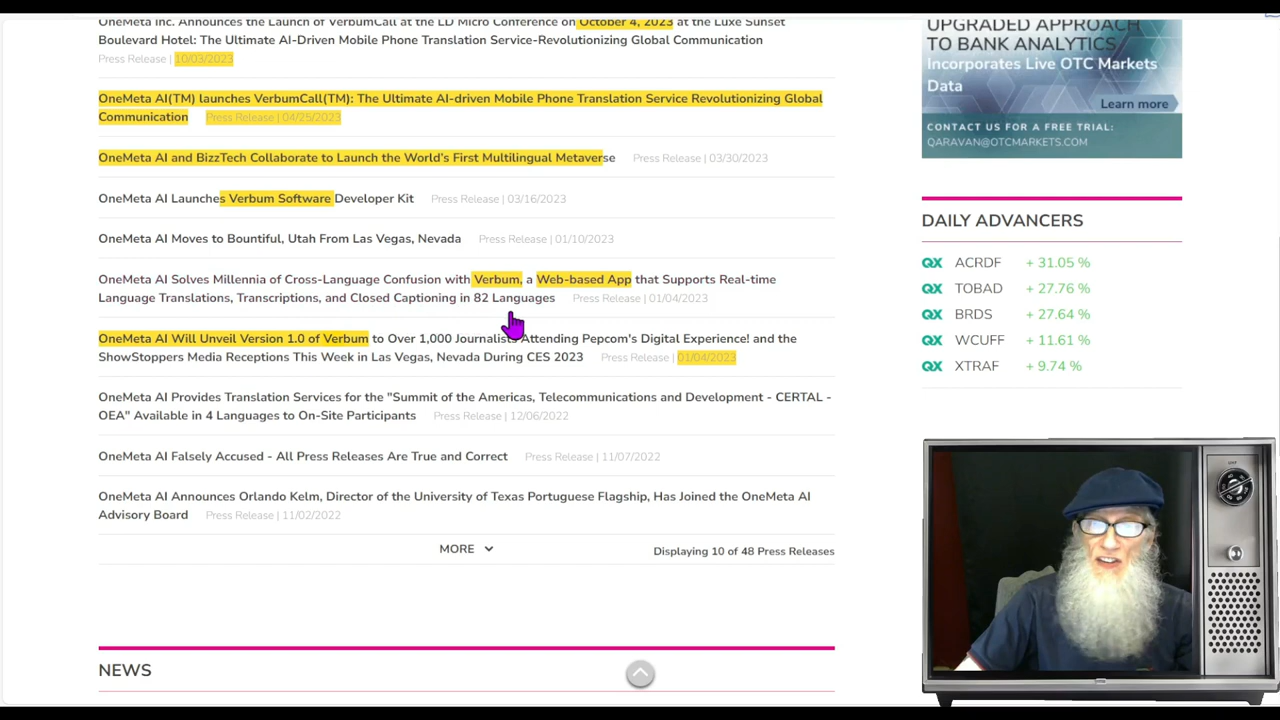 OneMeta Inc. Announces the Launch of VerbumCall at the LD Micro Conference on October 4, 2023 at the Luxe Sunset
Boulevard Hotel: The Ultimate AI-Driven Mobile Phone Translation Service-Revolutionizing Global Communication
Press Release | 10/03/2023
OneMeta AI(TM) launches VerbumCall(TM): The Ultimate AI-driven Mobile Phone Translation Service Revolutionizing Global
Communication Press Release | 04/25/2023
OneMeta AI and BizzTech Collaborate to Launch the World's First Multilingual Metaverse Press Release | 03/30/2023
OneMeta AI Launches Verbum Software Developer Kit Press Release | 03/16/2023
OneMeta AI Moves to Bountiful, Utah From Las Vegas, Nevada Press Release | 01/10/2023
OneMeta AI Solves Millennia of Cross-Language Confusion with Verbum, a Web-based App that Supports Real-time
Language Translations, Transcriptions, and Closed Captioning in 82 Languages Press Release | 01/04/2023
OneMeta AI Will Unveil Version 1.0 of Verbum to Over 1,000 Journalists Attending Pepcom's Digital Experience! and the
ShowStoppers Media Receptions This Week in Las Vegas, Nevada During CES 2023 Press Release | 01/04/2023
OneMeta AI Provides Translation Services for the "Summit of the Americas, Telecommunications and Development - CERTAL -
OEA" Available in 4 Languages to On-Site Participants Press Release | 12/06/2022
OneMeta AI Falsely Accused - All Press Releases Are True and Correct Press Release | 11/07/2022
OneMeta AI Announces Orlando Kelm, Director of the University of Texas Portuguese Flagship, Has Joined the OneMeta AI
Advisory Board Press Release | 11/02/2022
MORE
Displaying 10 of 48 Press Releases
NEWS
UPGRADED APPROACH
TO BANK ANALYTICS
Incorporates Live OTC Markets
Data
Learn more
CONTACT US FOR A FREE TRIAL:
QARAVAN@OTCMARKETS.COM
DAILY ADVANCERS
QX ACRDF + 31.05 %
QX TOBAD + 27.76 %
QX BRDS + 27.64 %
QX WCUFF + 11.61 %
QX XTRAF + 9.74 %